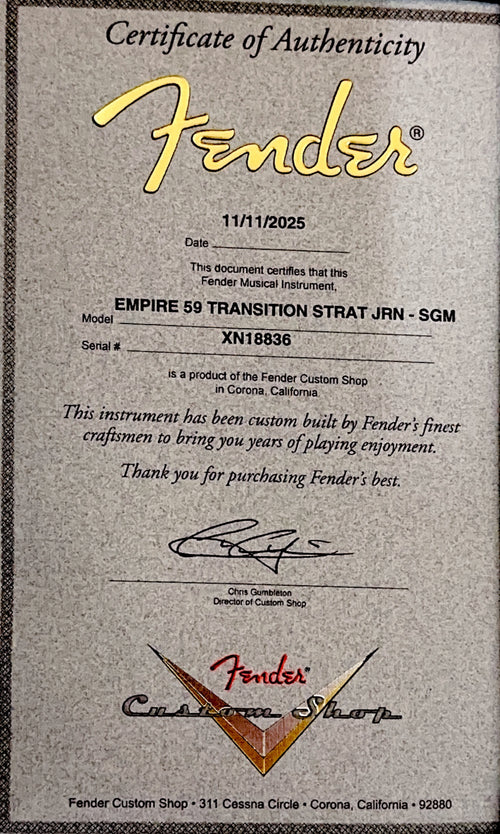 Certificate of Authenticity
Fender®
11/11/2025
Date
This document certifies that this
Fender Musical Instrument,
EMPIRE 59 TRANSITION STRAT JRN - SGM
Model
XN18836
Serial #
is a product of the Fender Custom Shop
in Corona, California
This instrument has been custom built by Fender's finest
craftsmen to bring you years of playing enjoyment.
Thank you for purchasing Fender's best.
Chris Gumbleton
Director of Custom Shop
Fender®
Custom Shop
Fender Custom Shop • 311 Cessna Circle • Corona, California • 92880